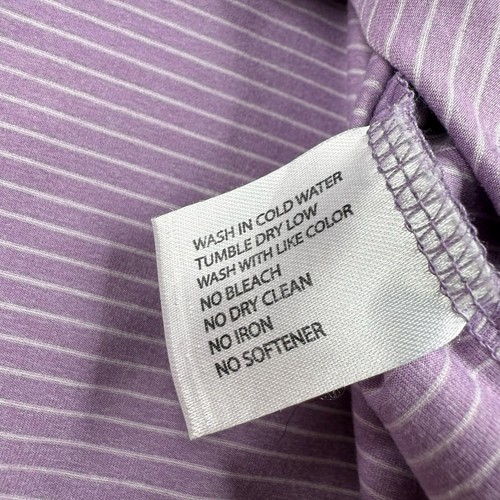 WASH IN COLD WATER
TUMBLE DRY LOW
WASH WITH LIKE COLOR
NO BLEACH
NO DRY CLEAN
NO IRON
NO SOFTENER